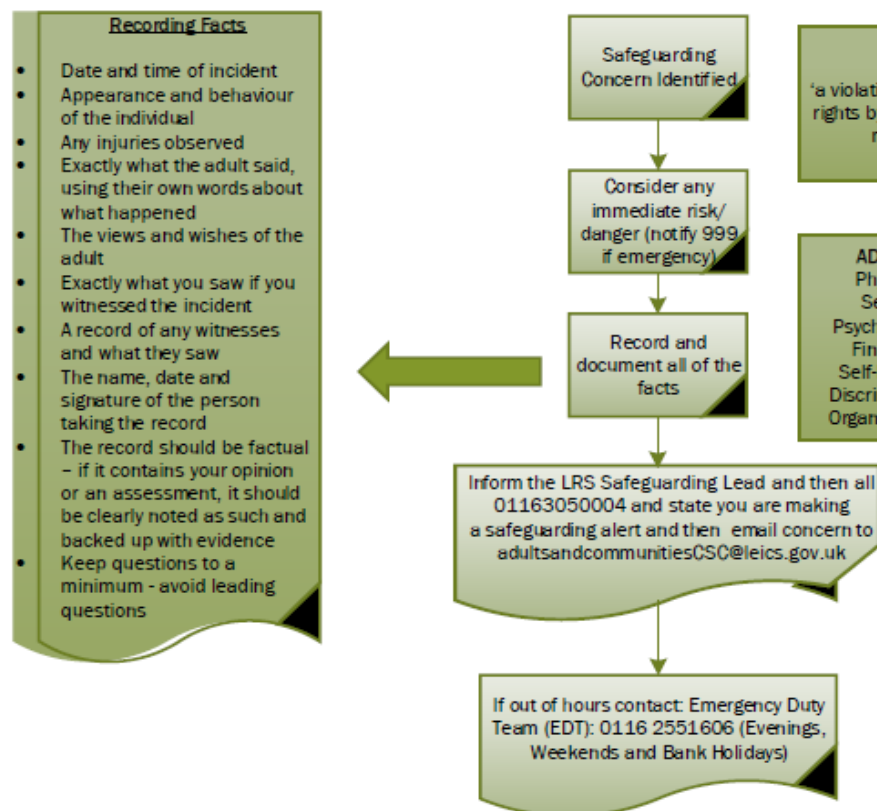 Recording Facts
• Date and time of incident
• Appearance and behaviour
of the individual
• Any injuries observed
• Exactly what the adult said,
using their own words about
what happened
• The views and wishes of the
adult
• Exactly what you saw if you
witnessed the incident
• A record of any witnesses
and what they saw
• The name, date and
signature of the person
taking the record
• The record should be factual
– if it contains your opinion
or an assessment, it should
be clearly noted as such and
backed up with evidence
• Keep questions to a
minimum - avoid leading
questions
Safeguarding
Concern Identified
Consider any
immediate risk/
danger (notify 999
if emergency)
Record and
document all of the
facts
Inform the LRS Safeguarding Lead and then all
01163050004 and state you are making
a safeguarding alert and then email concern to
adultsandcommunitiesCSC@leics.gov.uk
If out of hours contact: Emergency Duty
Team (EDT): 0116 2551606 (Evenings,
Weekends and Bank Holidays)
'a
rights